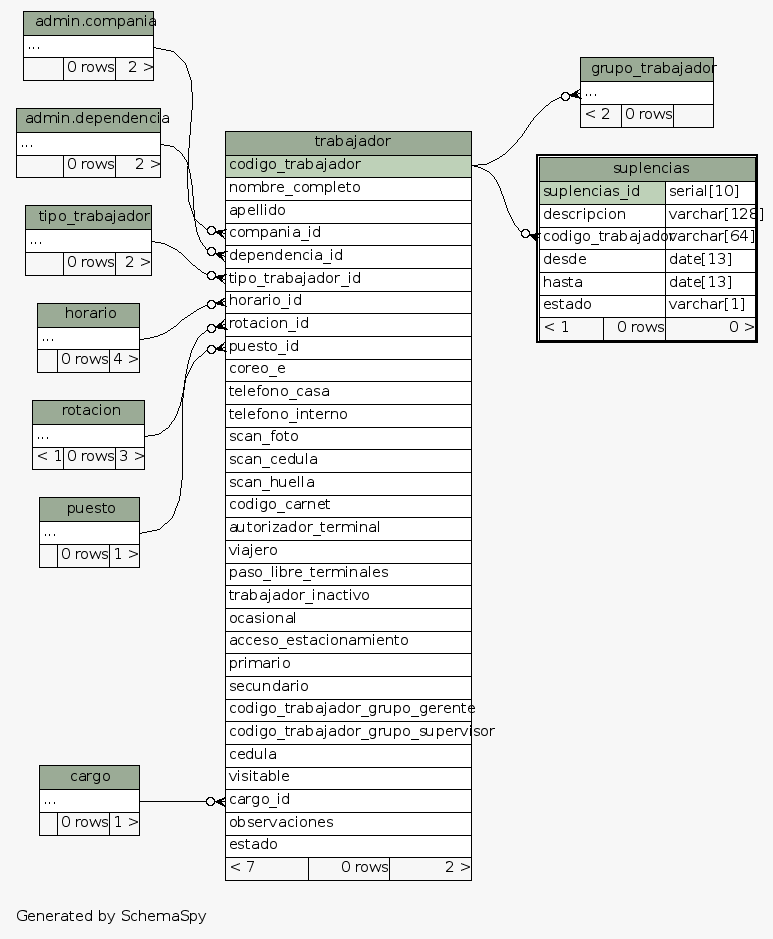 admin.compania
...
0 rows 2 >
admin.dependencia
...
0 rows 2 >
tipo_trabajador
...
0 rows 2 >
horario
...
0 rows 4 >
rotacion
...
< 1 0 rows 3 >
puesto
...
0 rows 1 >
cargo
...
0 rows 1 >
trabajador
codigo_trabajador
nombre_completo
apellido
compania_id
dependencia_id
tipo_trabajador_id
horario_id
rotacion_id
puesto_id
coreo_e
telefono_casa
telefono_interno
scan_foto
scan_cedula
scan_huella
codigo_carnet
autorizador_terminal
viajero
paso_libre_terminales
trabajador_inactivo
ocasional
acceso_estacionamiento
primario
secundario
codigo_trabajador_grupo_gerente
codigo_trabajador_grupo_supervisor
cedula
visitable
cargo_id
observaciones
estado
< 7 0 rows 2 >
grupo_trabajador
...
< 2 0 rows
suplencias
suplencias_id serial[10]
descripcion varchar[128]
codigo_trabajador varchar[64]
desde date[13]
hasta date[13]
estado varchar[1]
< 1 0 rows 0 >
Generated by SchemaSpy